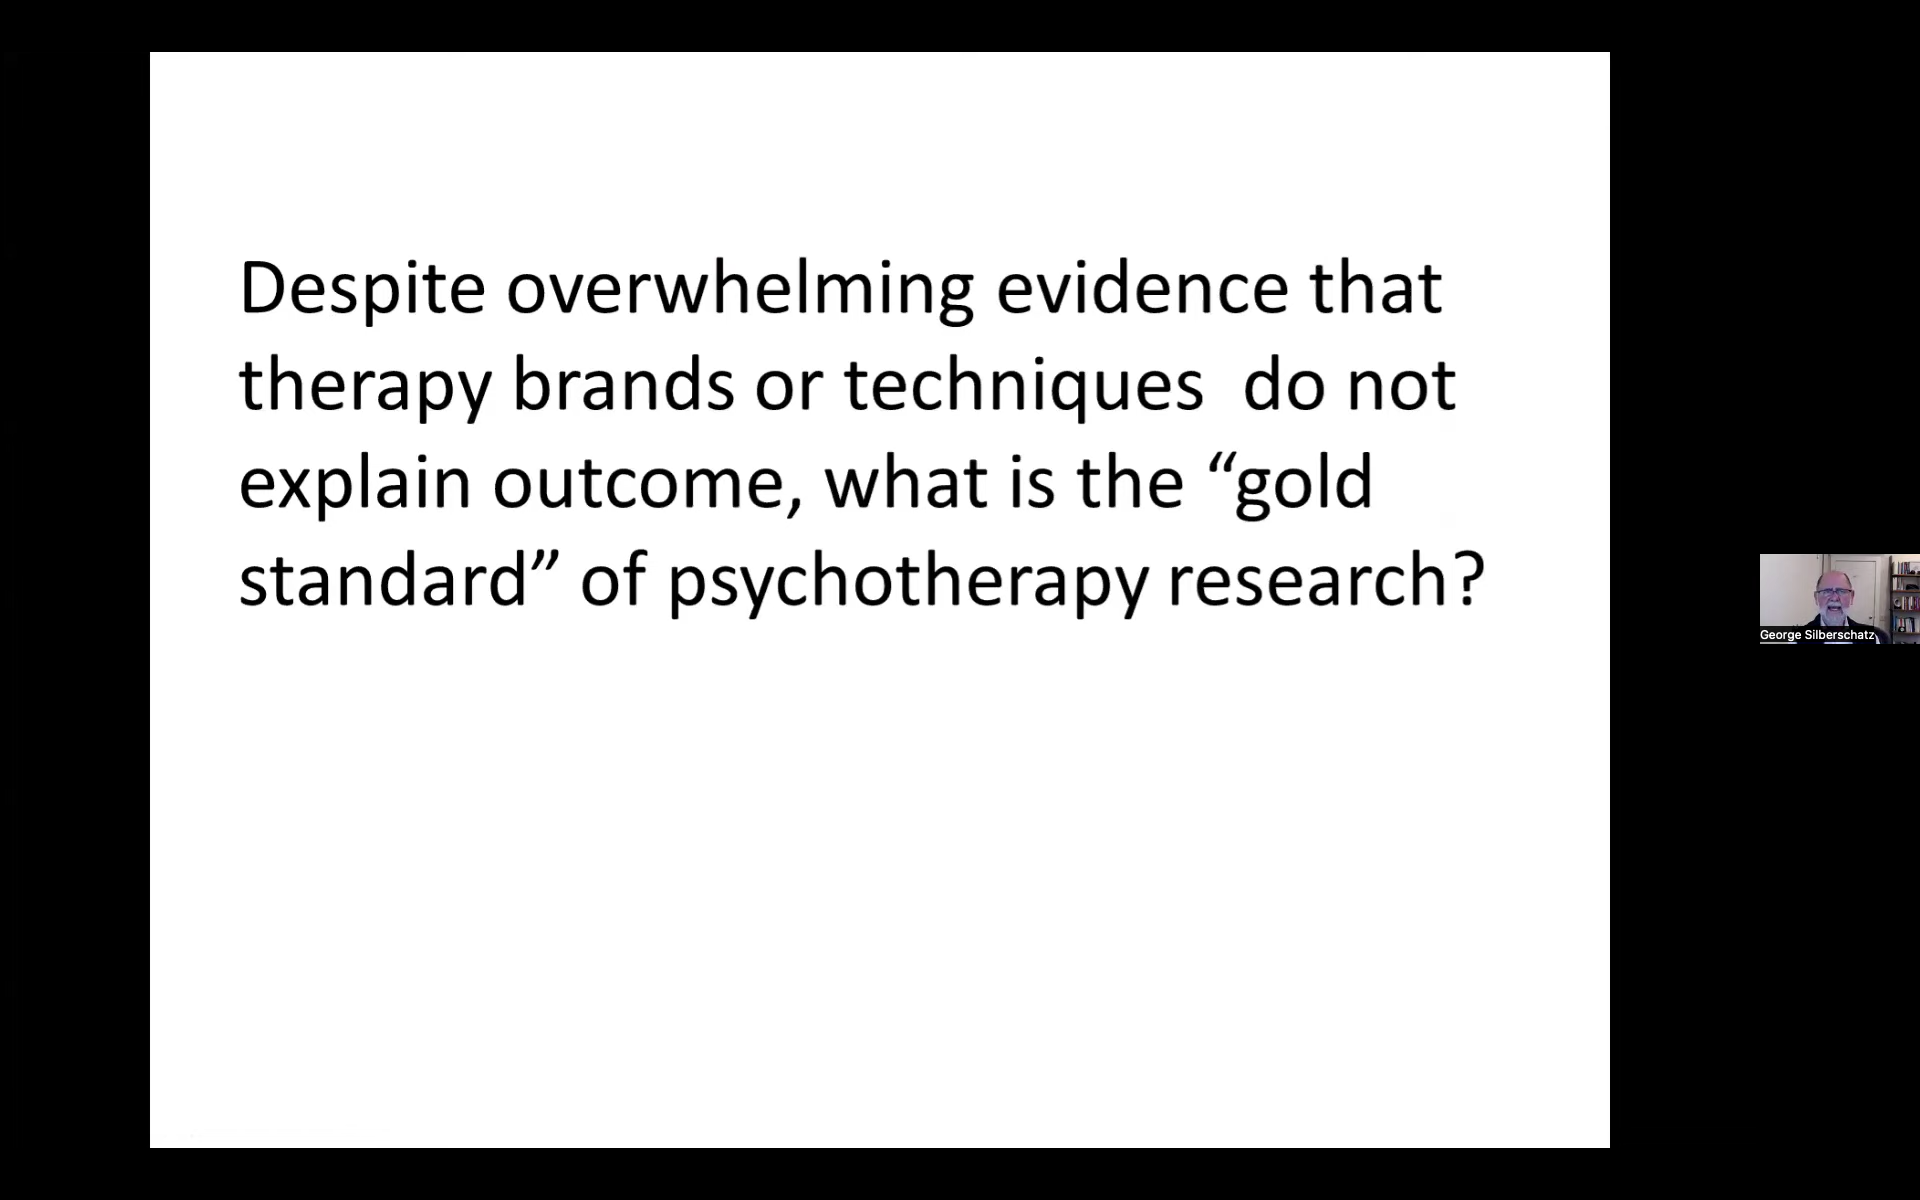 Despite overwhelming evidence that
therapy brands or techniques  do not
explain outcome, what is the “gold
standard” of psychotherapy research?
George Silberschatz